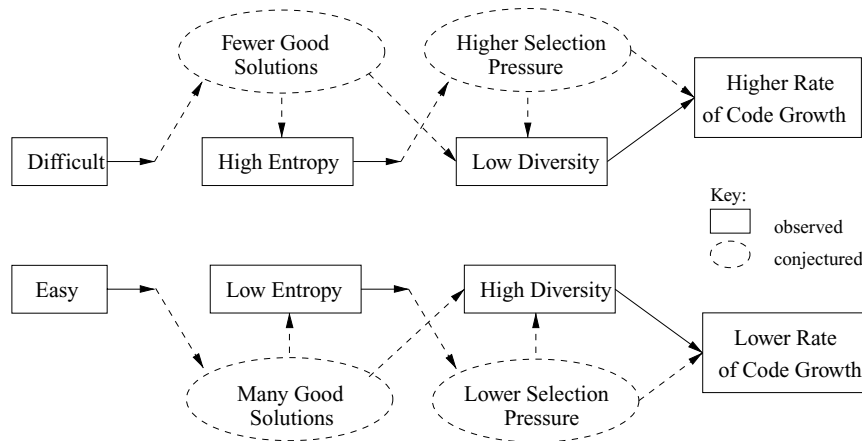 Fewer Good
Solutions
Higher Selection
Pressure
Higher Rate
of Code Growth
Difficult
High Entropy
Low Diversity
Key:
observed
conjectured
Easy
Low Entropy
High Diversity
Lower Rate
of Code Growth
Many Good
Solutions
Lower Selection
Pressure